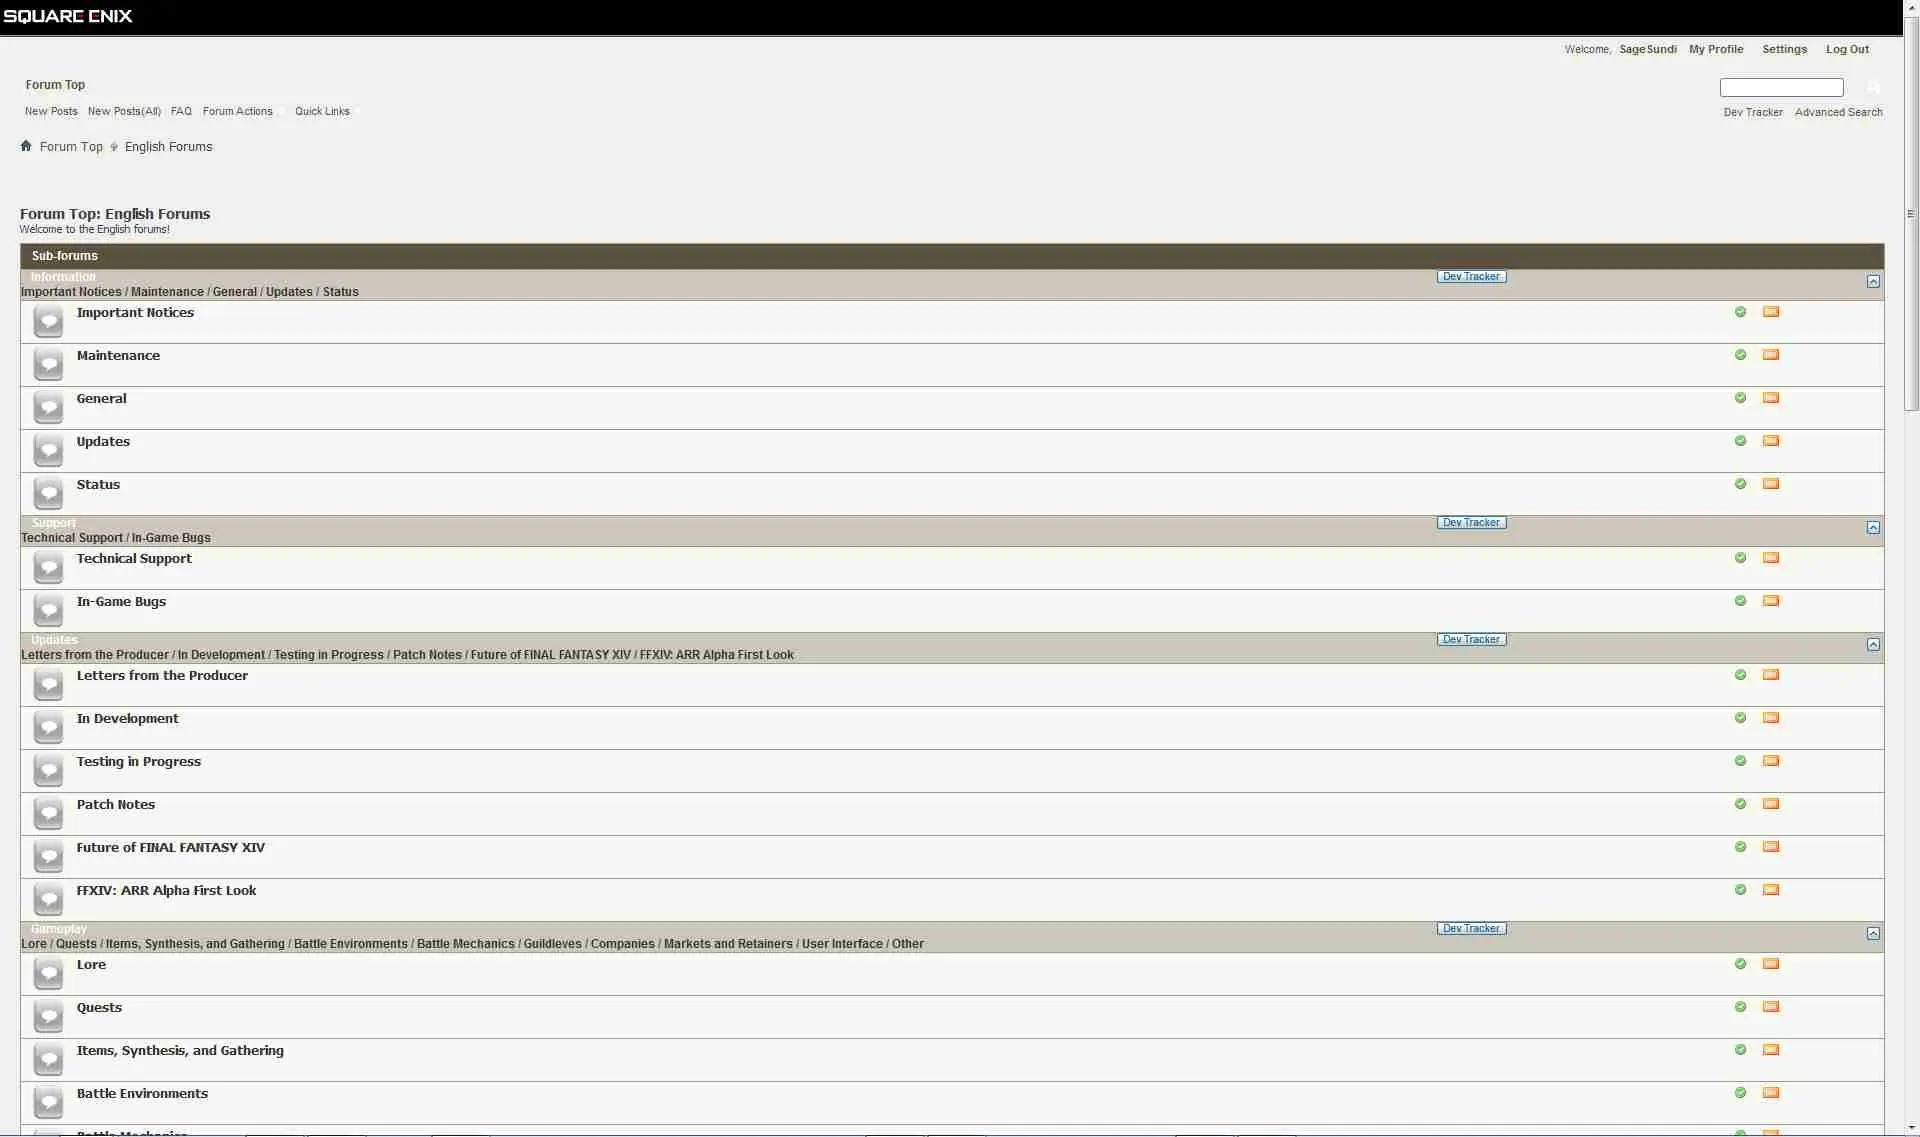 SQUARE ENIX
Welcome, SageSundi My Profile Settings Log Out
Forum Top
New Posts New Posts(All) FAQ Forum Actions Quick Links
Dev Tracker Advanced Search
Forum Top English Forums
Forum Top: English Forums
Welcome to the English forums!
Sub-forums
Information Dev Tracker
Important Notices / Maintenance / General / Updates / Status
Important Notices
Maintenance
General
Updates
Status
Support Dev Tracker
Technical Support / In-Game Bugs
Technical Support
In-Game Bugs
Updates Dev Tracker
Letters from the Producer / In Development / Testing in Progress / Patch Notes / Future of FINAL FANTASY XIV / FFXIV: ARR Alpha First Look
Letters from the Producer
In Development
Testing in Progress
Patch Notes
Future of FINAL FANTASY XIV
FFXIV: ARR Alpha First Look
Gameplay Dev Tracker
Lore / Quests / Items, Synthesis, and Gathering / Battle Environments / Battle Mechanics / Guildleves / Companies / Markets and Retainers / User Interface / Other
Lore
Quests
Items, Synthesis, and Gathering
Battle Environments
Battle Mechanics